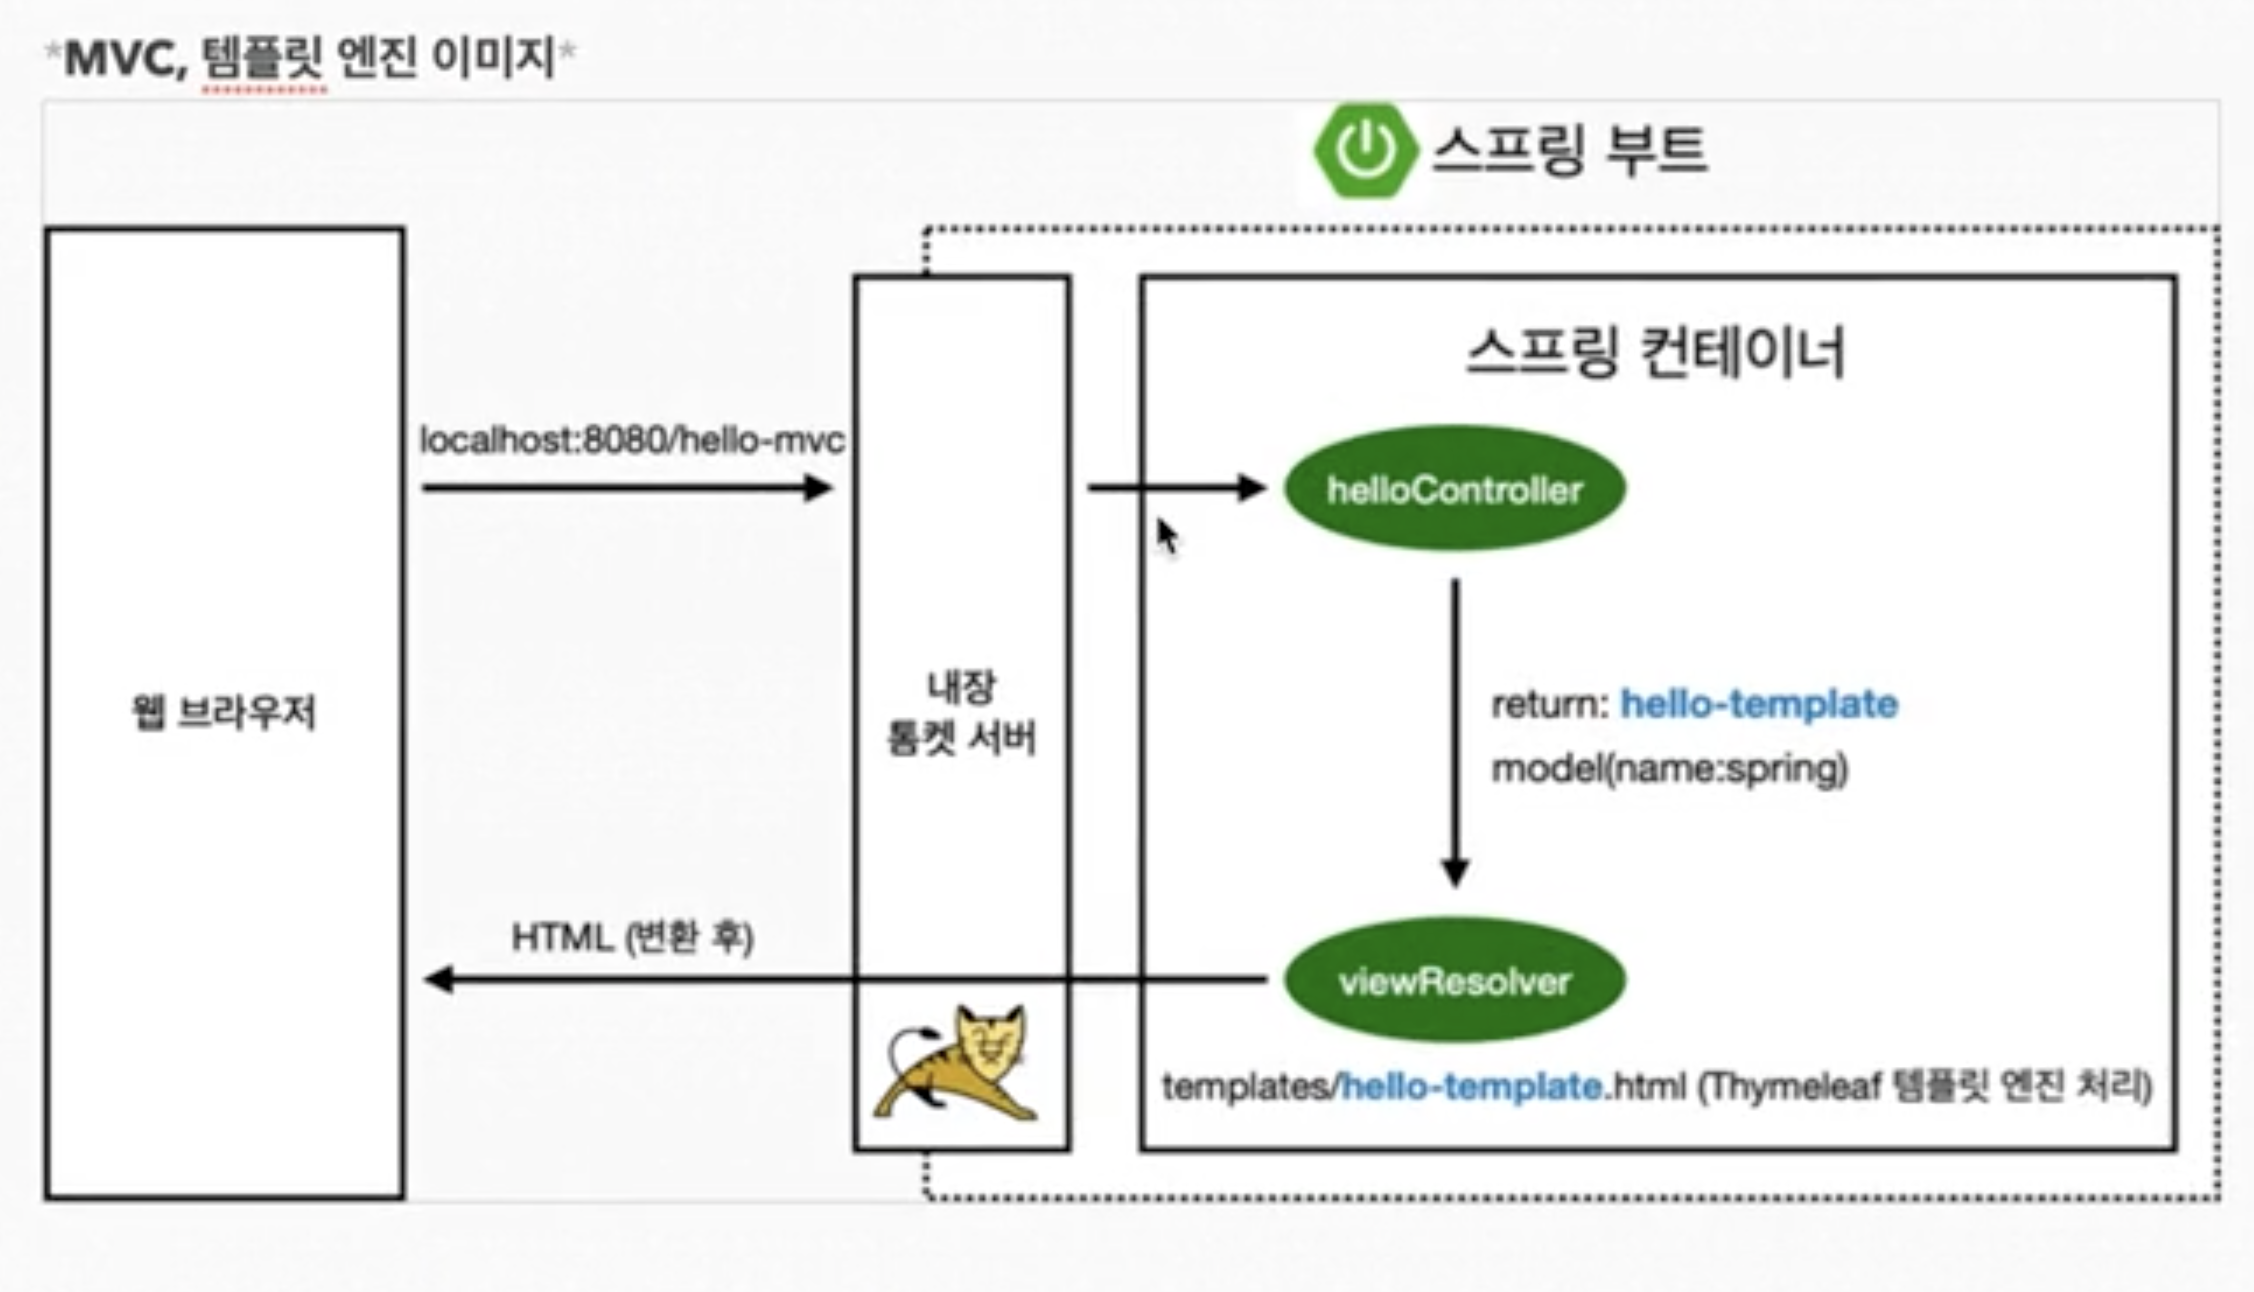 *MVC, 템플릿 엔진 이미지*
스프링 부트
스프링 컨테이너
localhost:8080/hello-mvc
helloController
웹 브라우저
내장
톰켓 서버
return: hello-template
model(name:spring)
HTML (변환 후)
viewResolver
templates/hello-template.html (Thymeleaf 템플릿 엔진 처리)